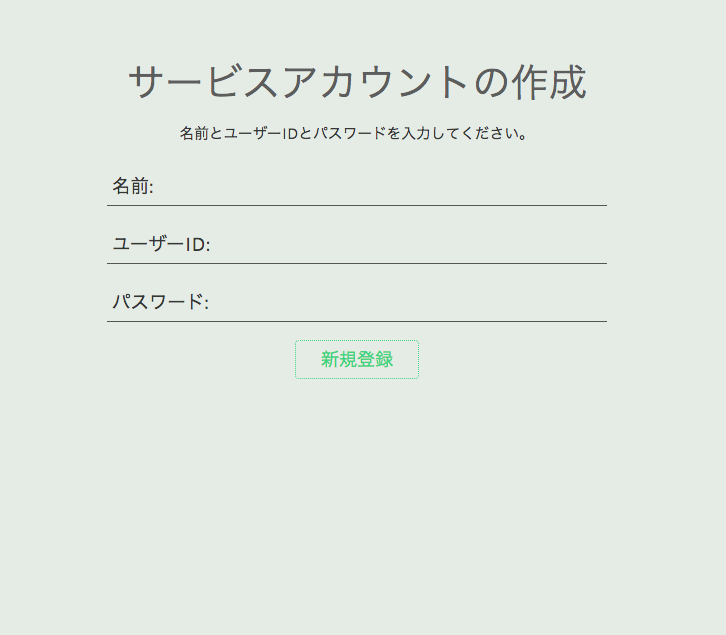 サービスアカウントの作成
名前とユーザーIDとパスワードを入力してください。
名前:
ユーザーID:
パスワード:
新規登録